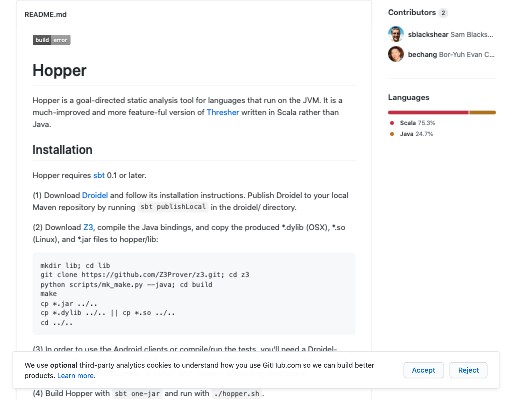 README.md
build error
Hopper
Hopper is a goal-directed static analysis tool for languages that run on the JVM. It is a
much-improved and more feature-ful version of Thresher written in Scala rather than
Java.
Installation
Hopper requires sbt 0.1 or later.
(1) Download Droidel and follow its installation instructions. Publish Droidel to your local
Maven repository by running sbt publishLocal in the droidel/ directory.
(2) Download Z3, compile the Java bindings, and copy the produced *.dylib (OSX), *.so
(Linux), and *.jar files to hopper/lib:
mkdir lib; cd lib
git clone https://github.com/Z3Prover/z3.git; cd z3
python scripts/mk_make.py --java; cd build
make
cp *.jar ../..
cp *.dylib ../.. || cp *.so ../..
cd ../..
(3) In order to use the Android clients or compile/run the tests, you'll need a Droidel-
(4) Build Hopper with sbt one-jar and run with ./hopper.sh.
Contributors 2
sblackshear Sam Blacks...
bechang Bor-Yuh Evan C...
Languages
Scala 75.3%
Java 24.7%
We use optional third-party analytics cookies to understand how you use GitHub.com so we can build better
products. Learn more.
Accept
Reject